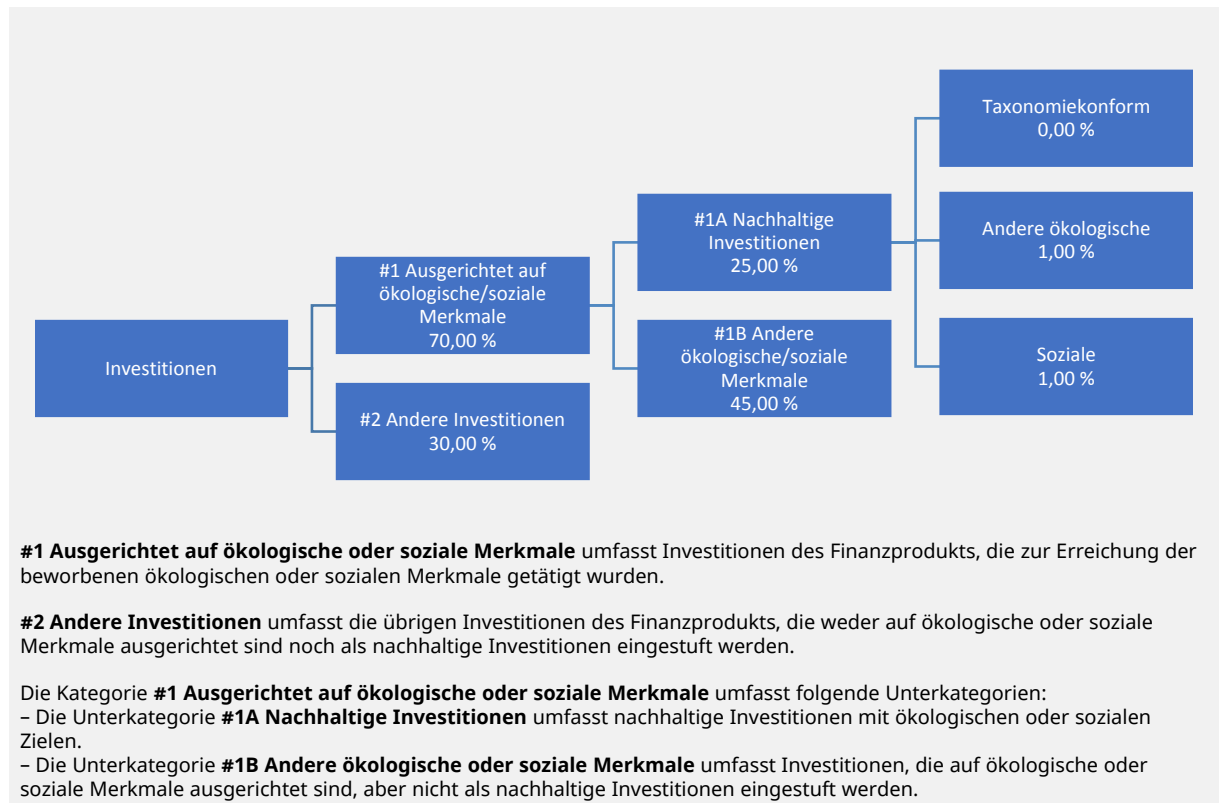 Investitionen
#1 Ausgerichtet auf
ökologische/soziale
Merkmale
70,00 %
#2 Andere Investitionen
30,00 %
#1A Nachhaltige
Investitionen
25,00 %
#1B Andere
ökologische/soziale
Merkmale
45,00 %
Taxonomiekonform
0,00 %
Andere ökologische
1,00 %
Soziale
1,00 %
#1 Ausgerichtet auf ökologische oder soziale Merkmale umfasst Investitionen des Finanzprodukts, die zur Erreichung der
beworbenen ökologischen oder sozialen Merkmale getätigt wurden.
#2 Andere Investitionen umfasst die übrigen Investitionen des Finanzprodukts, die weder auf ökologische oder soziale
Merkmale ausgerichtet sind noch als nachhaltige Investitionen eingestuft werden.
Die Kategorie #1 Ausgerichtet auf ökologische oder soziale Merkmale umfasst folgende Unterkategorien:
– Die Unterkategorie #1A Nachhaltige Investitionen umfasst nachhaltige Investitionen mit ökologischen oder sozialen
Zielen.
– Die Unterkategorie #1B Andere ökologische oder soziale Merkmale umfasst Investitionen, die auf ökologische oder
soziale Merkmale ausgerichtet sind, aber nicht als nachhaltige Investitionen eingestuft werden.